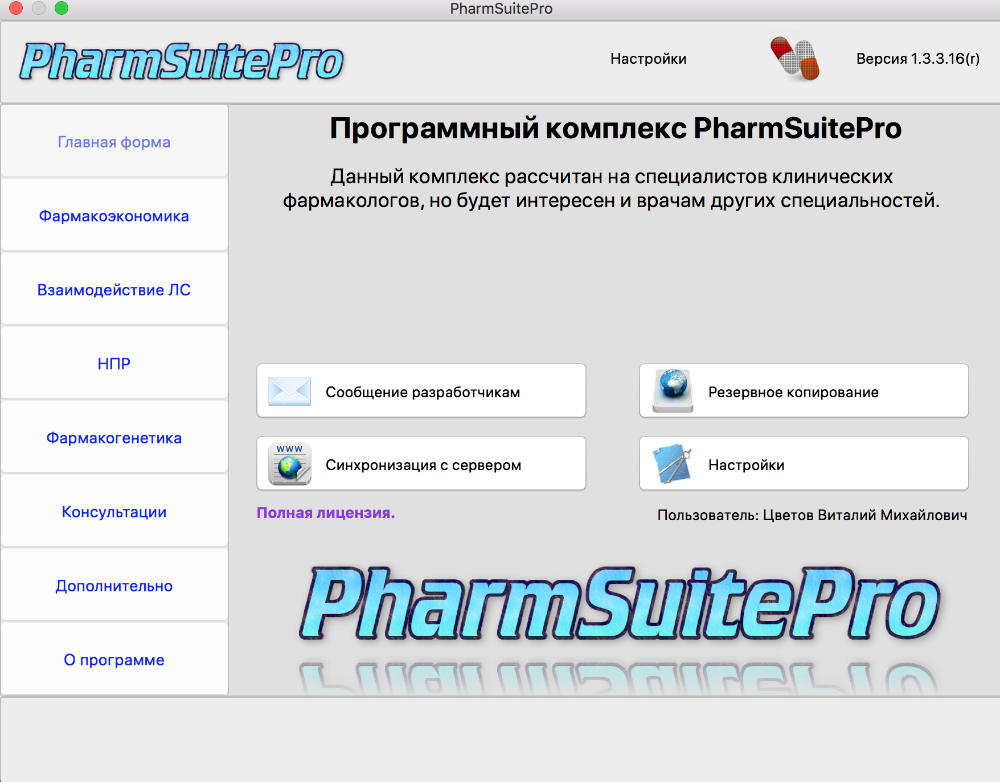 PharmSuitePro
PharmSuitePro
Настройки
Версия 1.3.3.16(r)
Главная форма
Фармакоэкономика
Взаимодействие ЛС
НПР
Фармакогенетика
Консультации
Дополнительно
О программе
Программный комплекс PharmSuitePro
Данный комплекс рассчитан на специалистов клинических
фармакологов, но будет интересен и врачам других специальностей.
Сообщение разработчикам
Резервное копирование
WWW
Синхронизация с сервером
Настройки
Полная лицензия.
Пользователь: Цветов Виталий Михайлович
PharmSuitePro